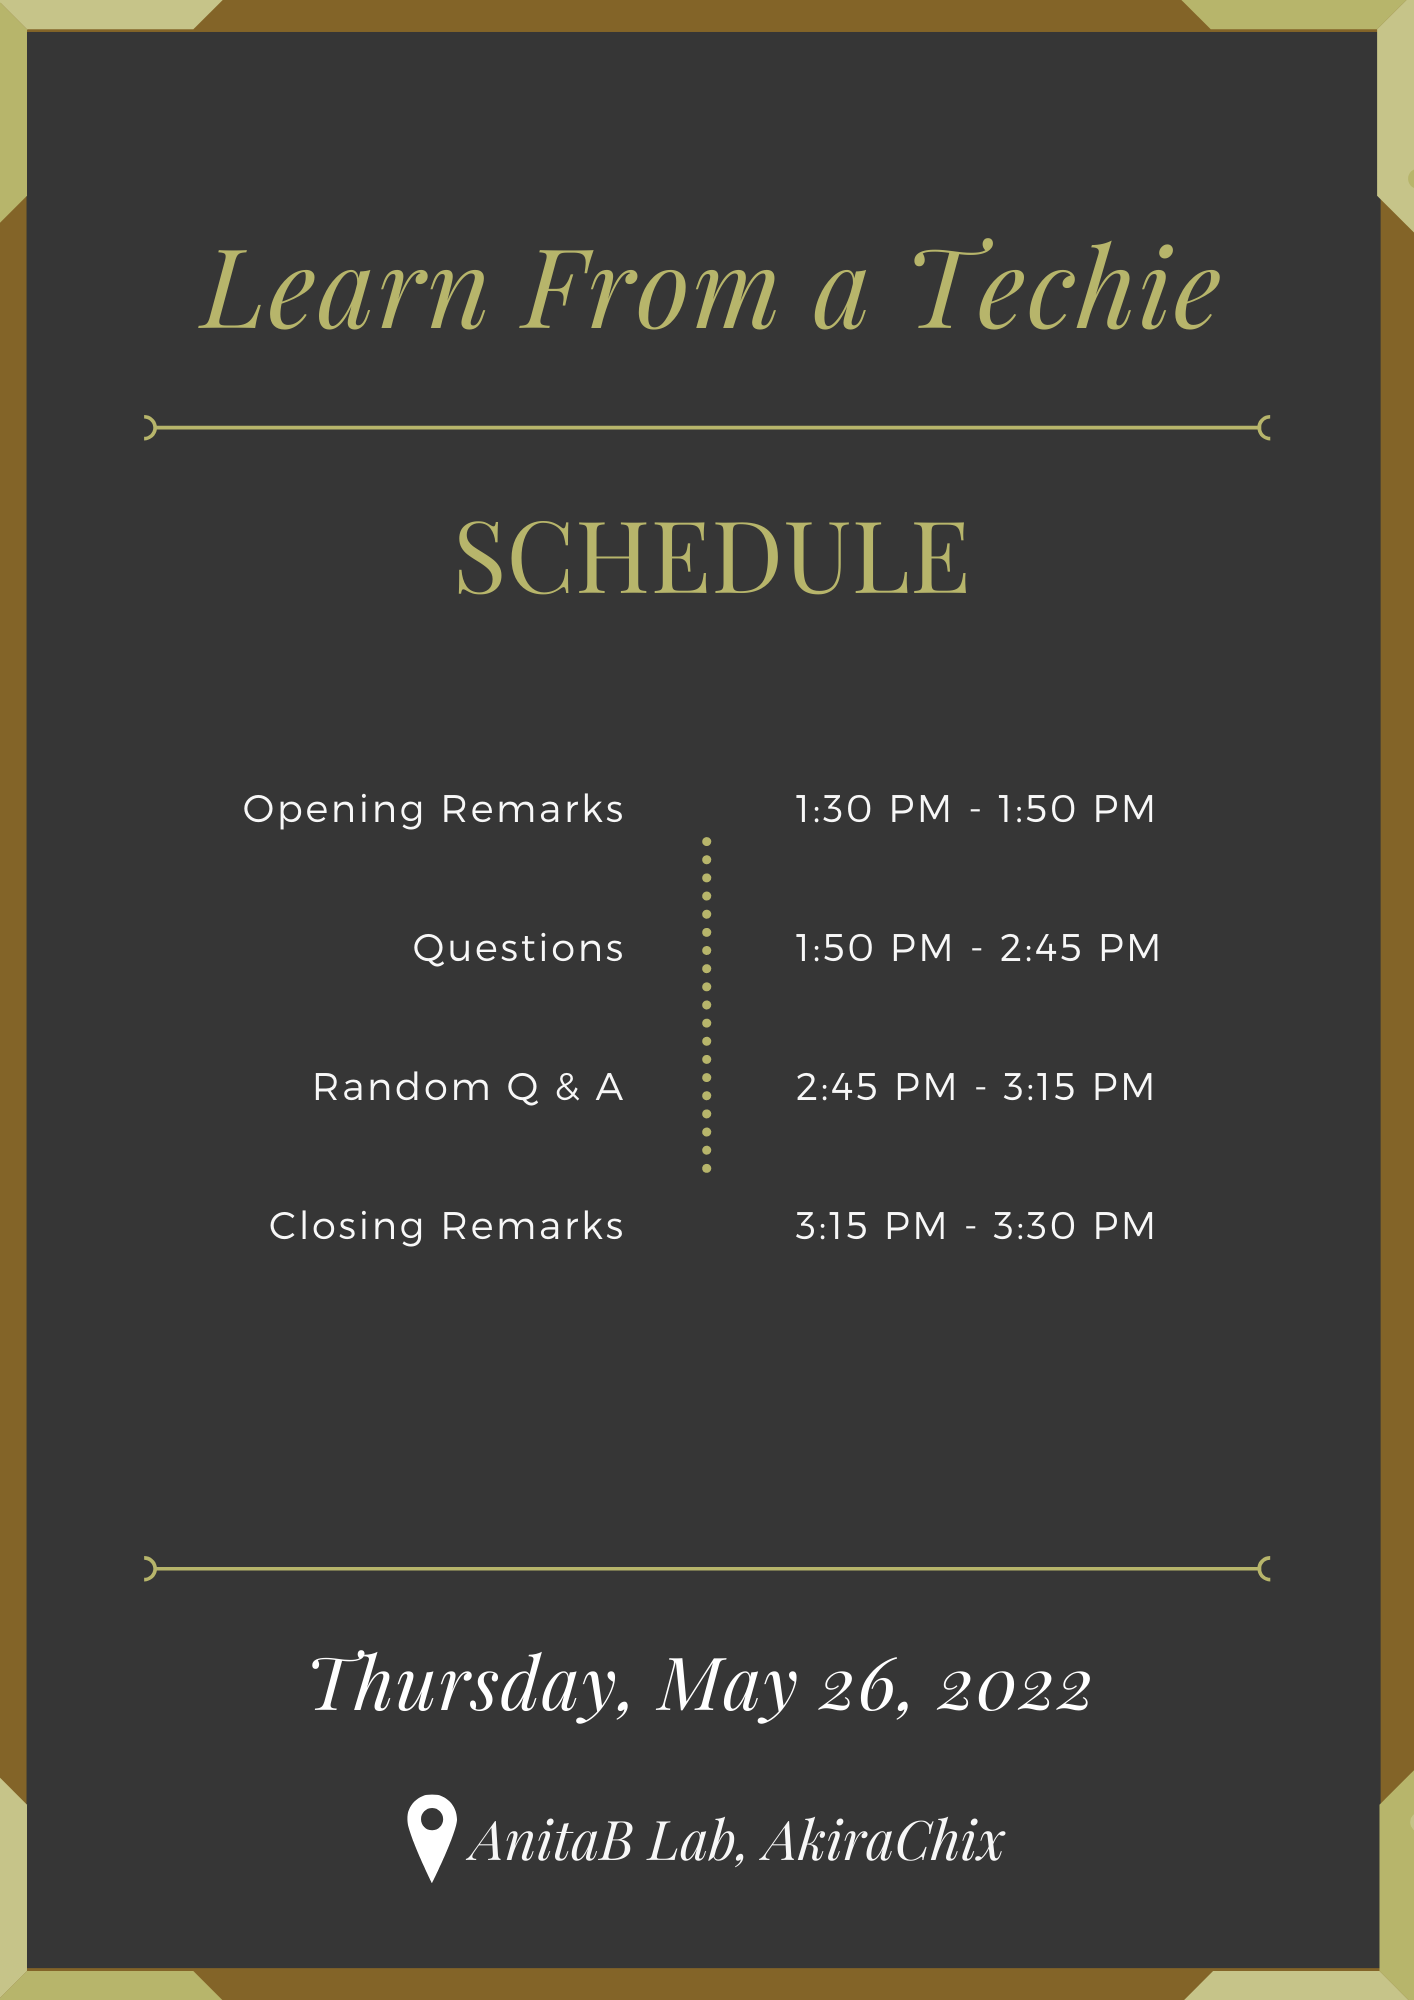 Learn From a Techie
SCHEDULE
Opening Remarks 1:30 PM - 1:50 PM
Questions 1:50 PM - 2:45 PM
Random Q & A 2:45 PM - 3:15 PM
Closing Remarks 3:15 PM - 3:30 PM
Thursday, May 26, 2022
AnitaB Lab, AkiraChix